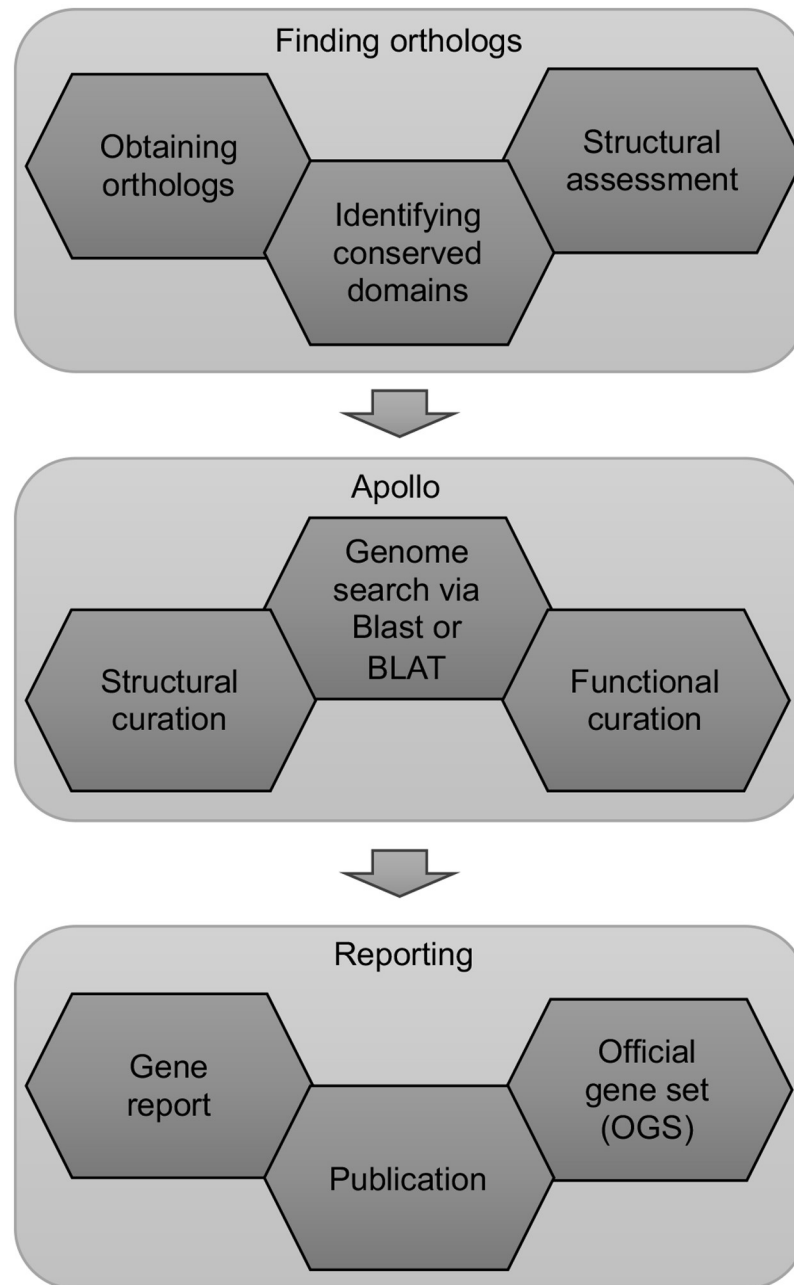 Finding orthologs
Obtaining
orthologs
Identifying
conserved
domains
Structural
assessment
Apollo
Structural
curation
Genome
search via
Blast or
BLAT
Functional
curation
Reporting
Gene
report
Publication
Official
gene set
(OGS)